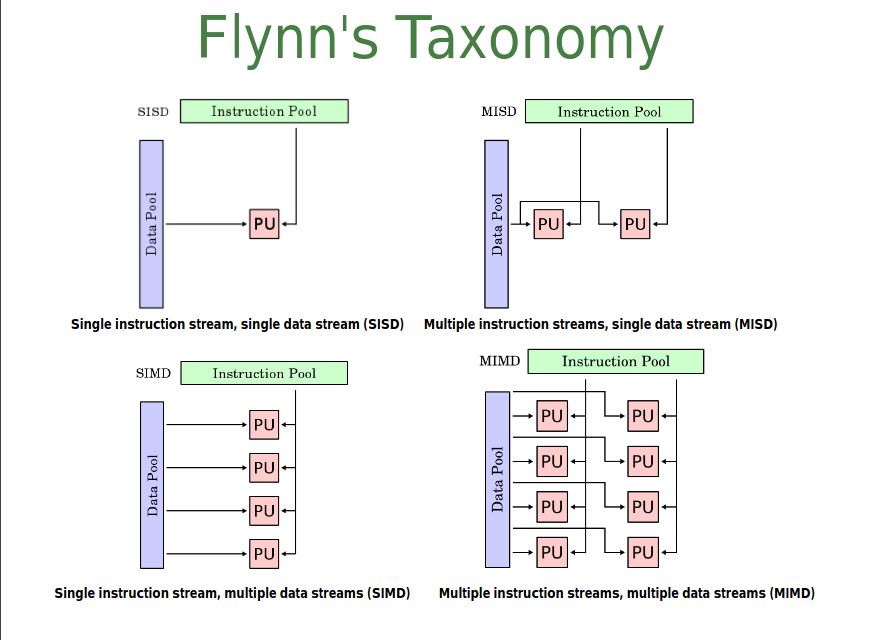 Flynn's Taxonomy
SISD
Instruction Pool
Data Pool
PU
Single instruction stream, single data stream (SISD)
MISD
Instruction Pool
Data Pool
PU
PU
Multiple instruction streams, single data stream (MISD)
SIMD
Instruction Pool
Data Pool
PU
PU
PU
PU
Single instruction stream, multiple data streams (SIMD)
MIMD
Instruction Pool
Data Pool
PU
PU
PU
PU
PU
PU
PU
PU
Multiple instruction streams, multiple data streams (MIMD)